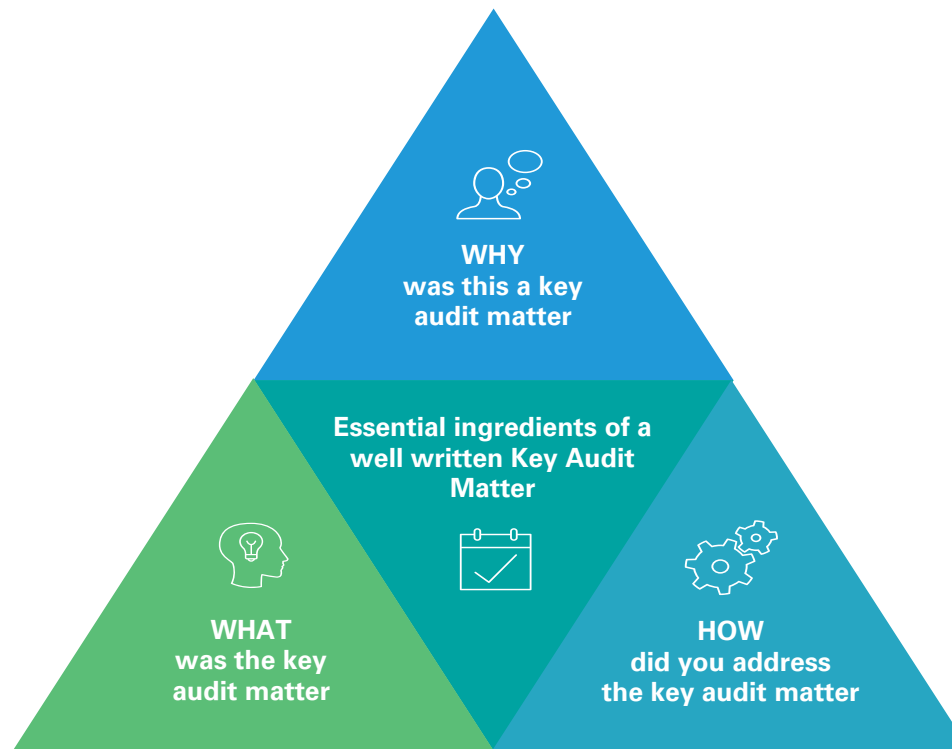 WHY
was this a key
audit matter
Essential ingredients of a
well written Key Audit
Matter
WHAT
was the key
audit matter
HOW
did you address
the key audit matter